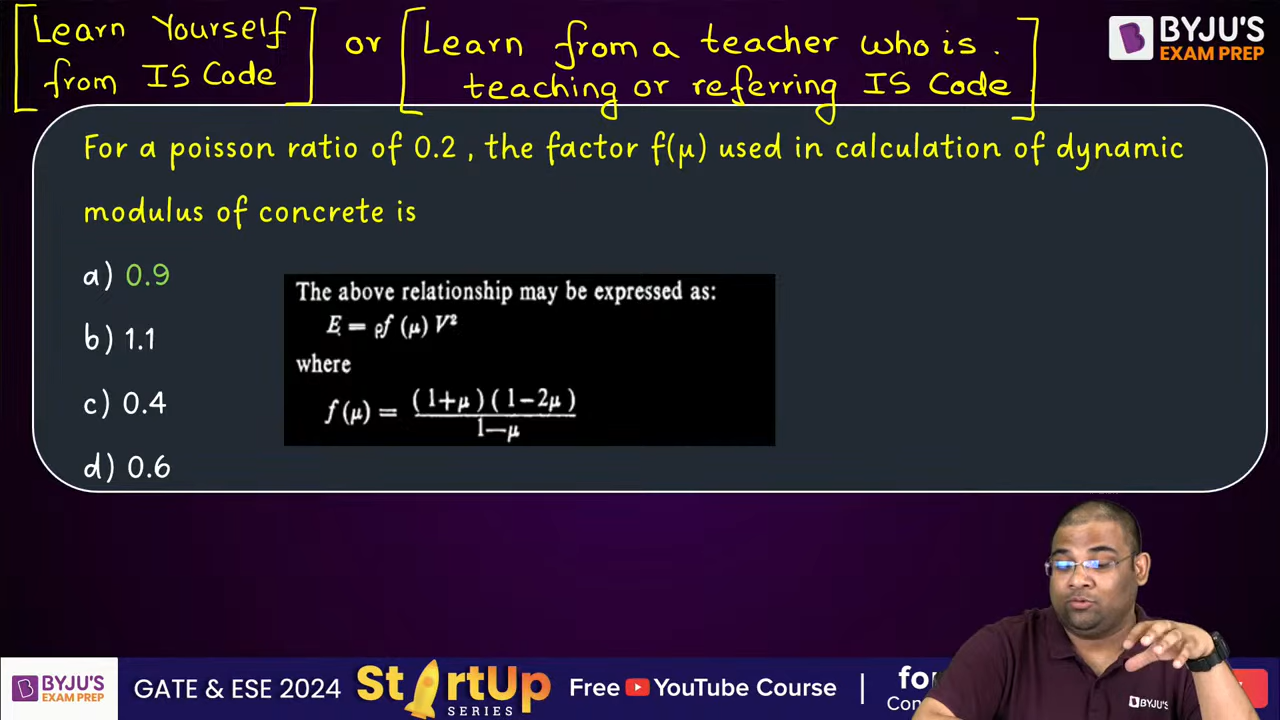 Learn Yourself
from IS Code
or
Learn from a teacher who is.
teaching or referring IS Code
BYJU'S
EXAM PREP
For a poisson ratio of 0.2 , the factor f(μ) used in calculation of dynamic
modulus of concrete is
a) 0.9
b) 1.1
c) 0.4
d) 0.6
The above relationship may be expressed as:
E = ρf (μ) V²
where
f (μ) = (1+μ) (1−2μ)
1—μ
BYJU'S
BYJU'S
EXAM PREP
GATE & ESE 2024
StartUp
SERIES
Free YouTube Course